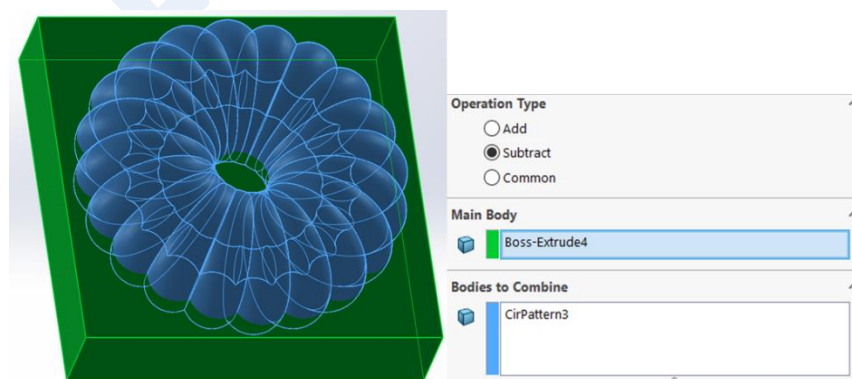 Operation Type
Add
Subtract
Common
Main Body
Boss-Extrude4
Bodies to Combine
CirPattern3